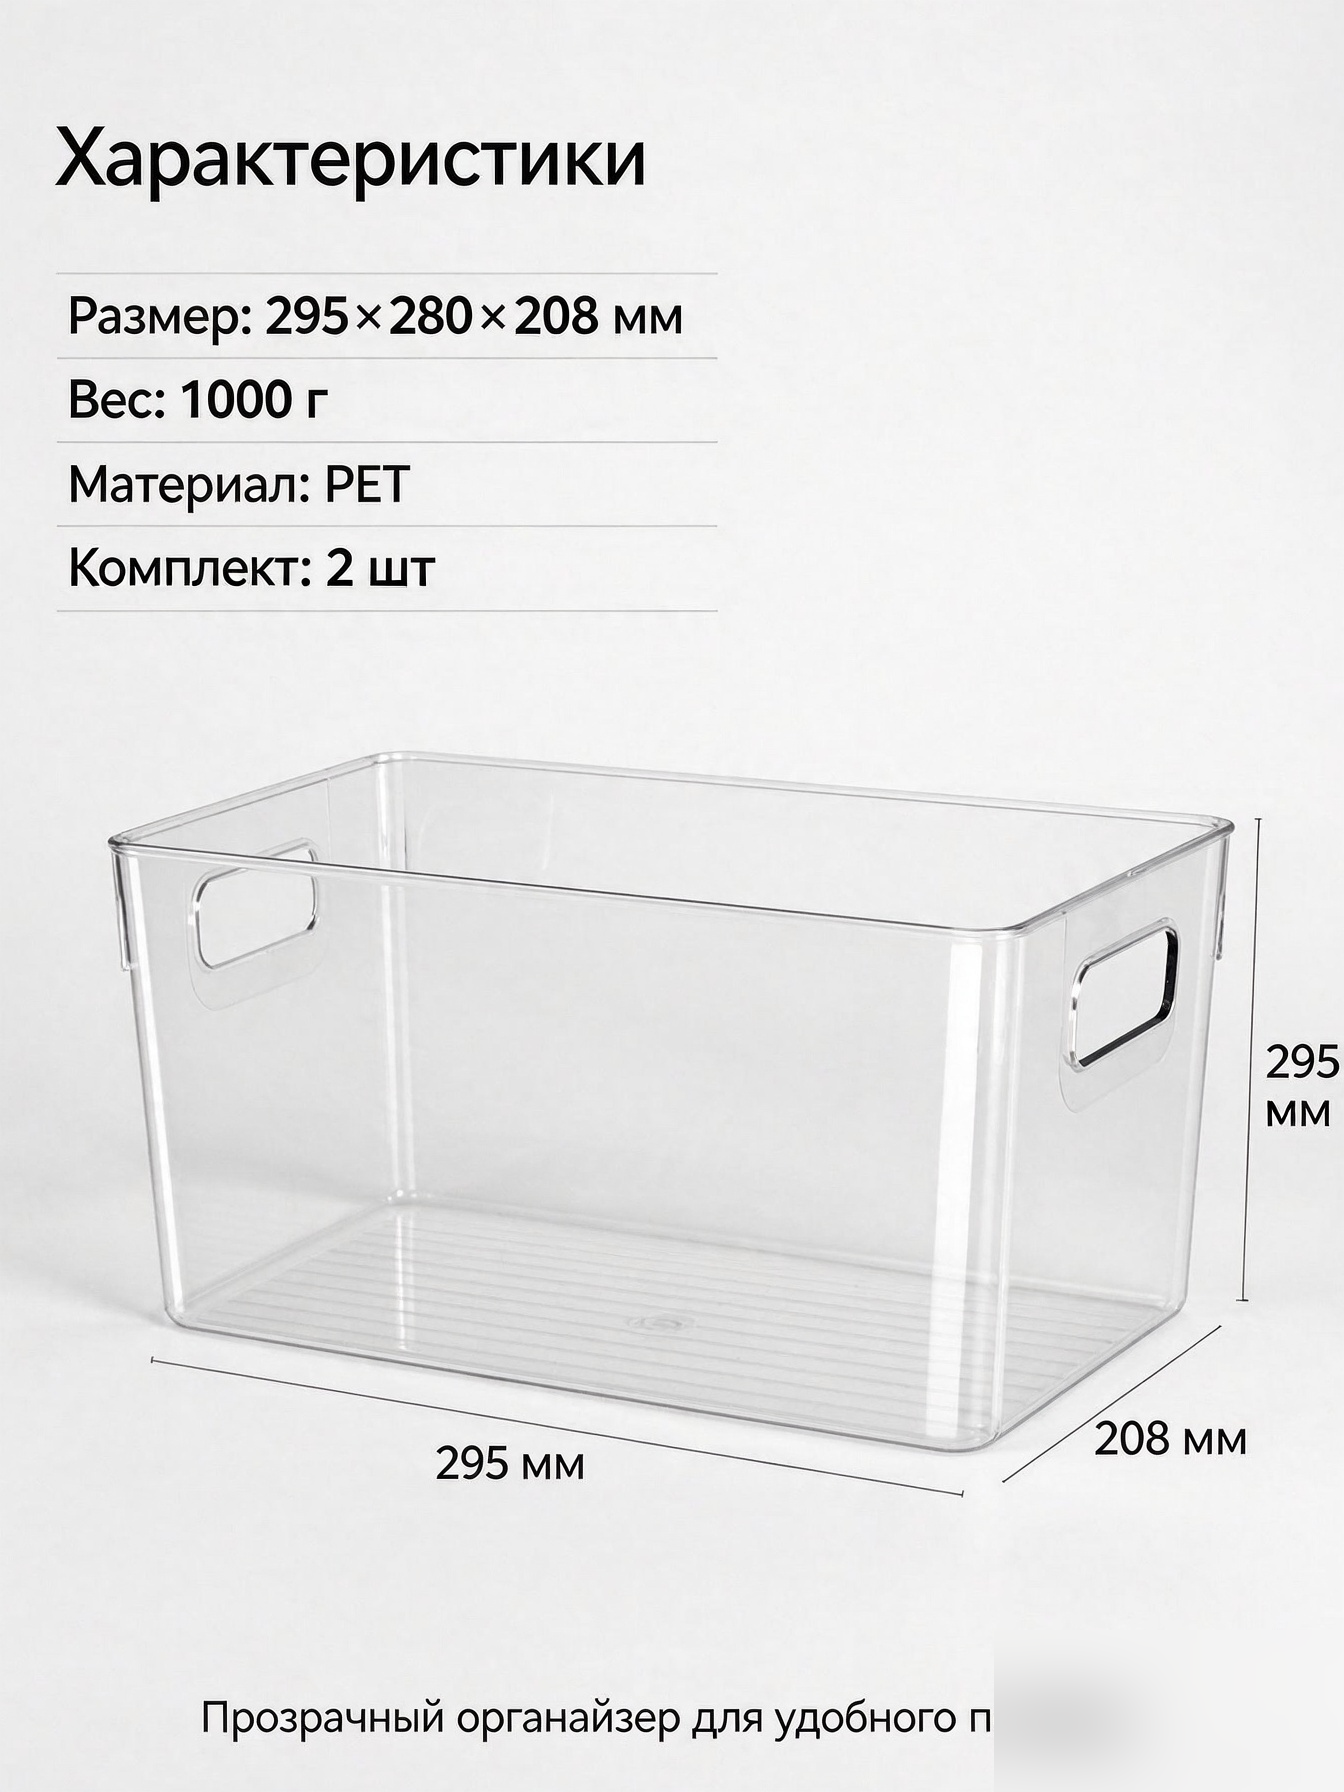 Характеристики
Размер: 295×280×208 мм
Вес: 1000 г
Материал: PET
Комплект: 2 шт
295
мм
208 мм
295 мм
Прозрачный органайзер для удобного